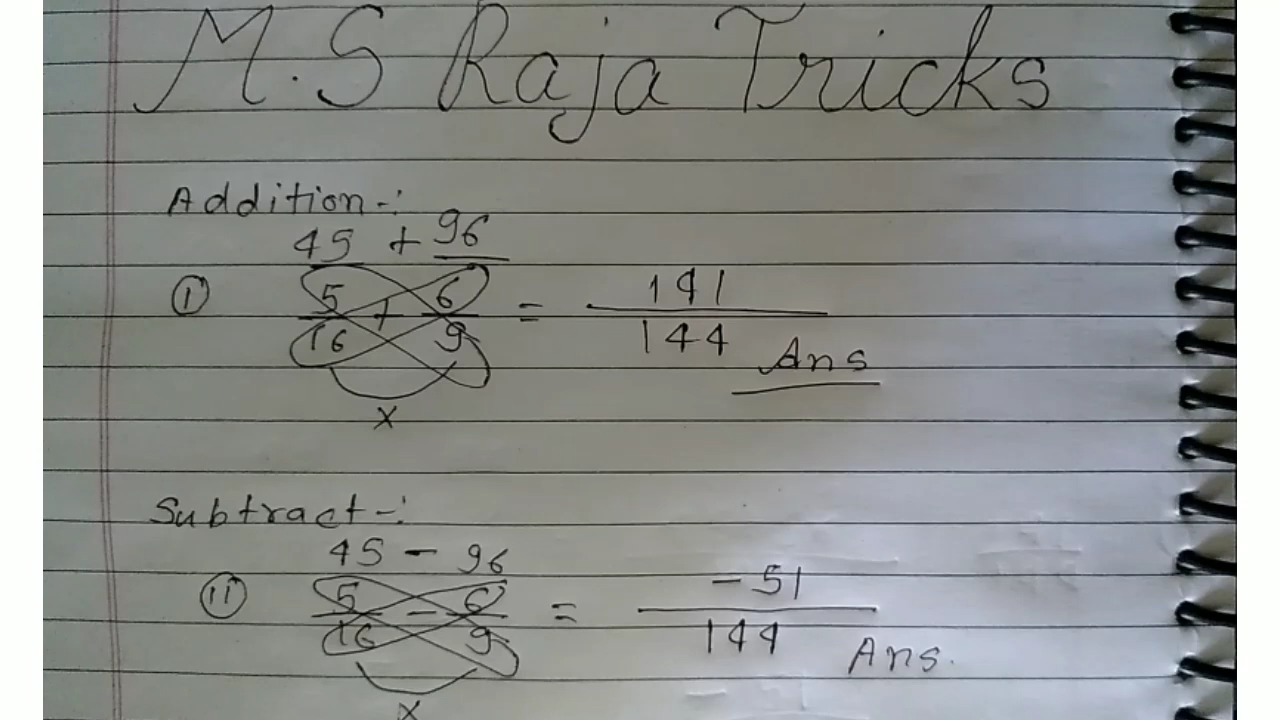 M.S Raja Tricks
Addition-:
45 + 96
① 5/16 + 6/9 = 141/144 Ans
x
Subtract-:
45 - 96
⑪ 5/16 - 6/9 = -51/144 Ans.
x